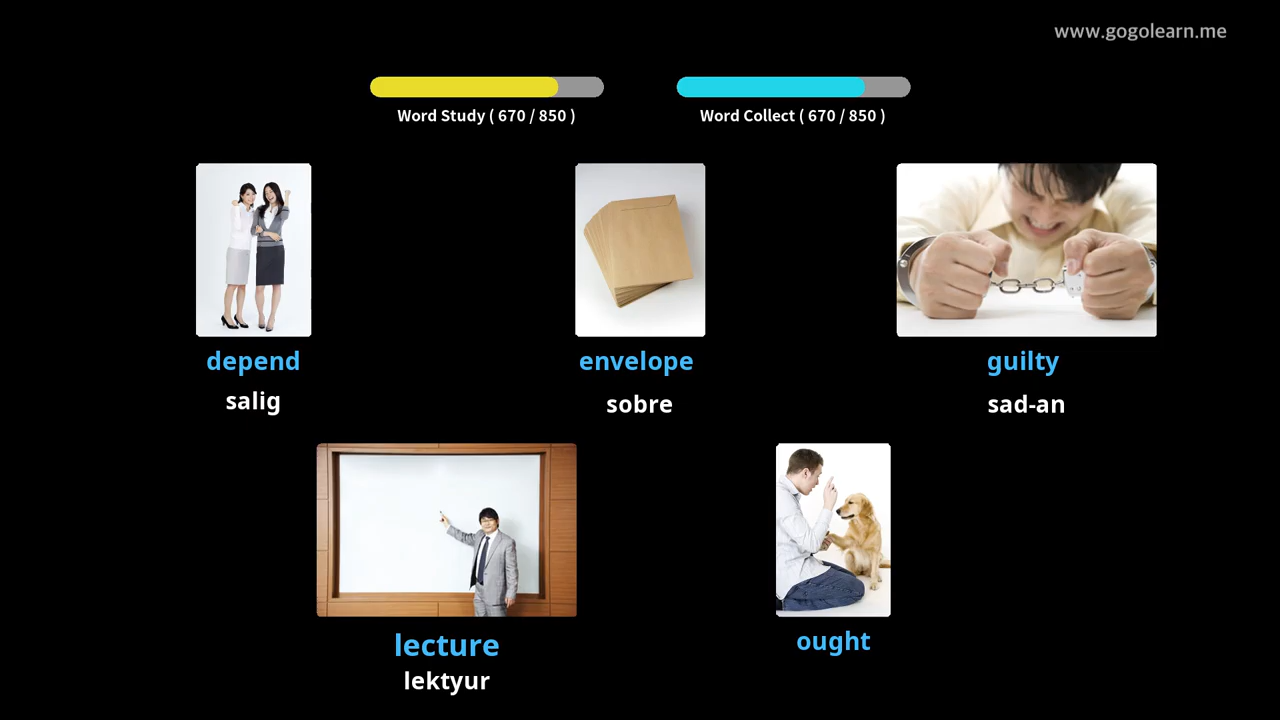 www.gogolearn.me
Word Study ( 670 / 850 )
Word Collect ( 670 / 850 )
depend
envelope
guilty
salig
sobre
sad-an
lecture
ought
lektyur